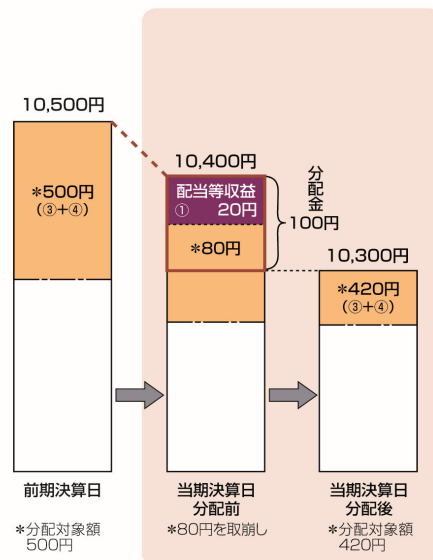 10,500円
*500円
(③+④)
10,400円
配当等収益
① 20円
*80円
分配金
100円
10,300円
*420円
(③+④)
前期決算日
*分配対象額
500円
当期決算日
分配前
*80円を取崩し
当期決算日
分配後
*分配対象額
420円